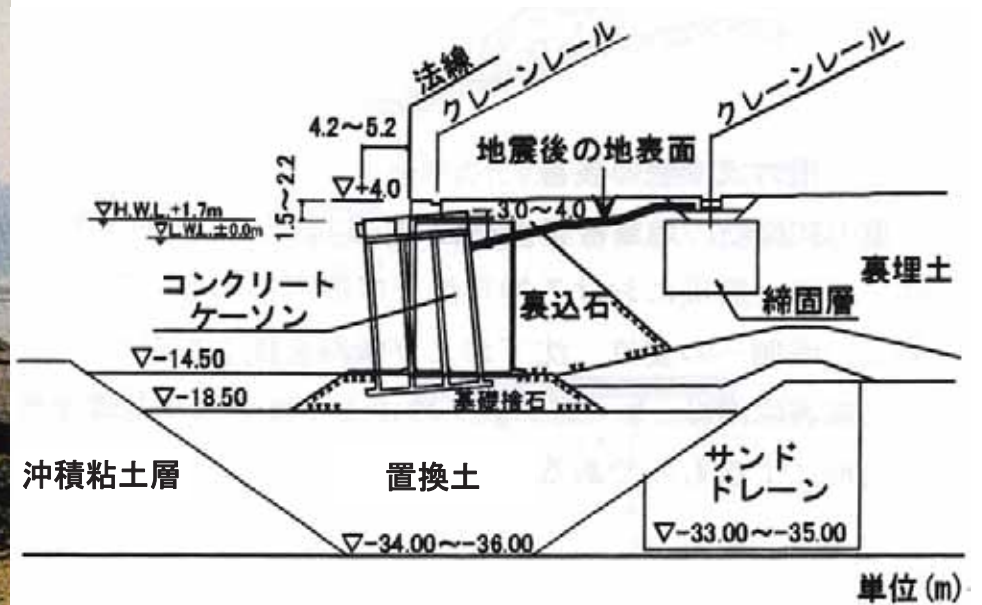 法線
クレーンレール
クレーンレール
4.2〜5.2
地震後の地表面
▽+4.0
1.5〜2.2
3.0〜4.0
▽H.W.L.+1.7m
▽L.W.L.±0.0m
コンクリート
ケーソン
裏込石
締固層
裏埋土
▽-14.50
▽-18.50
基礎捨石
沖積粘土層
置換土
サンド
ドレーン
▽-34.00〜-36.00
▽-33.00〜-35.00
単位(m)